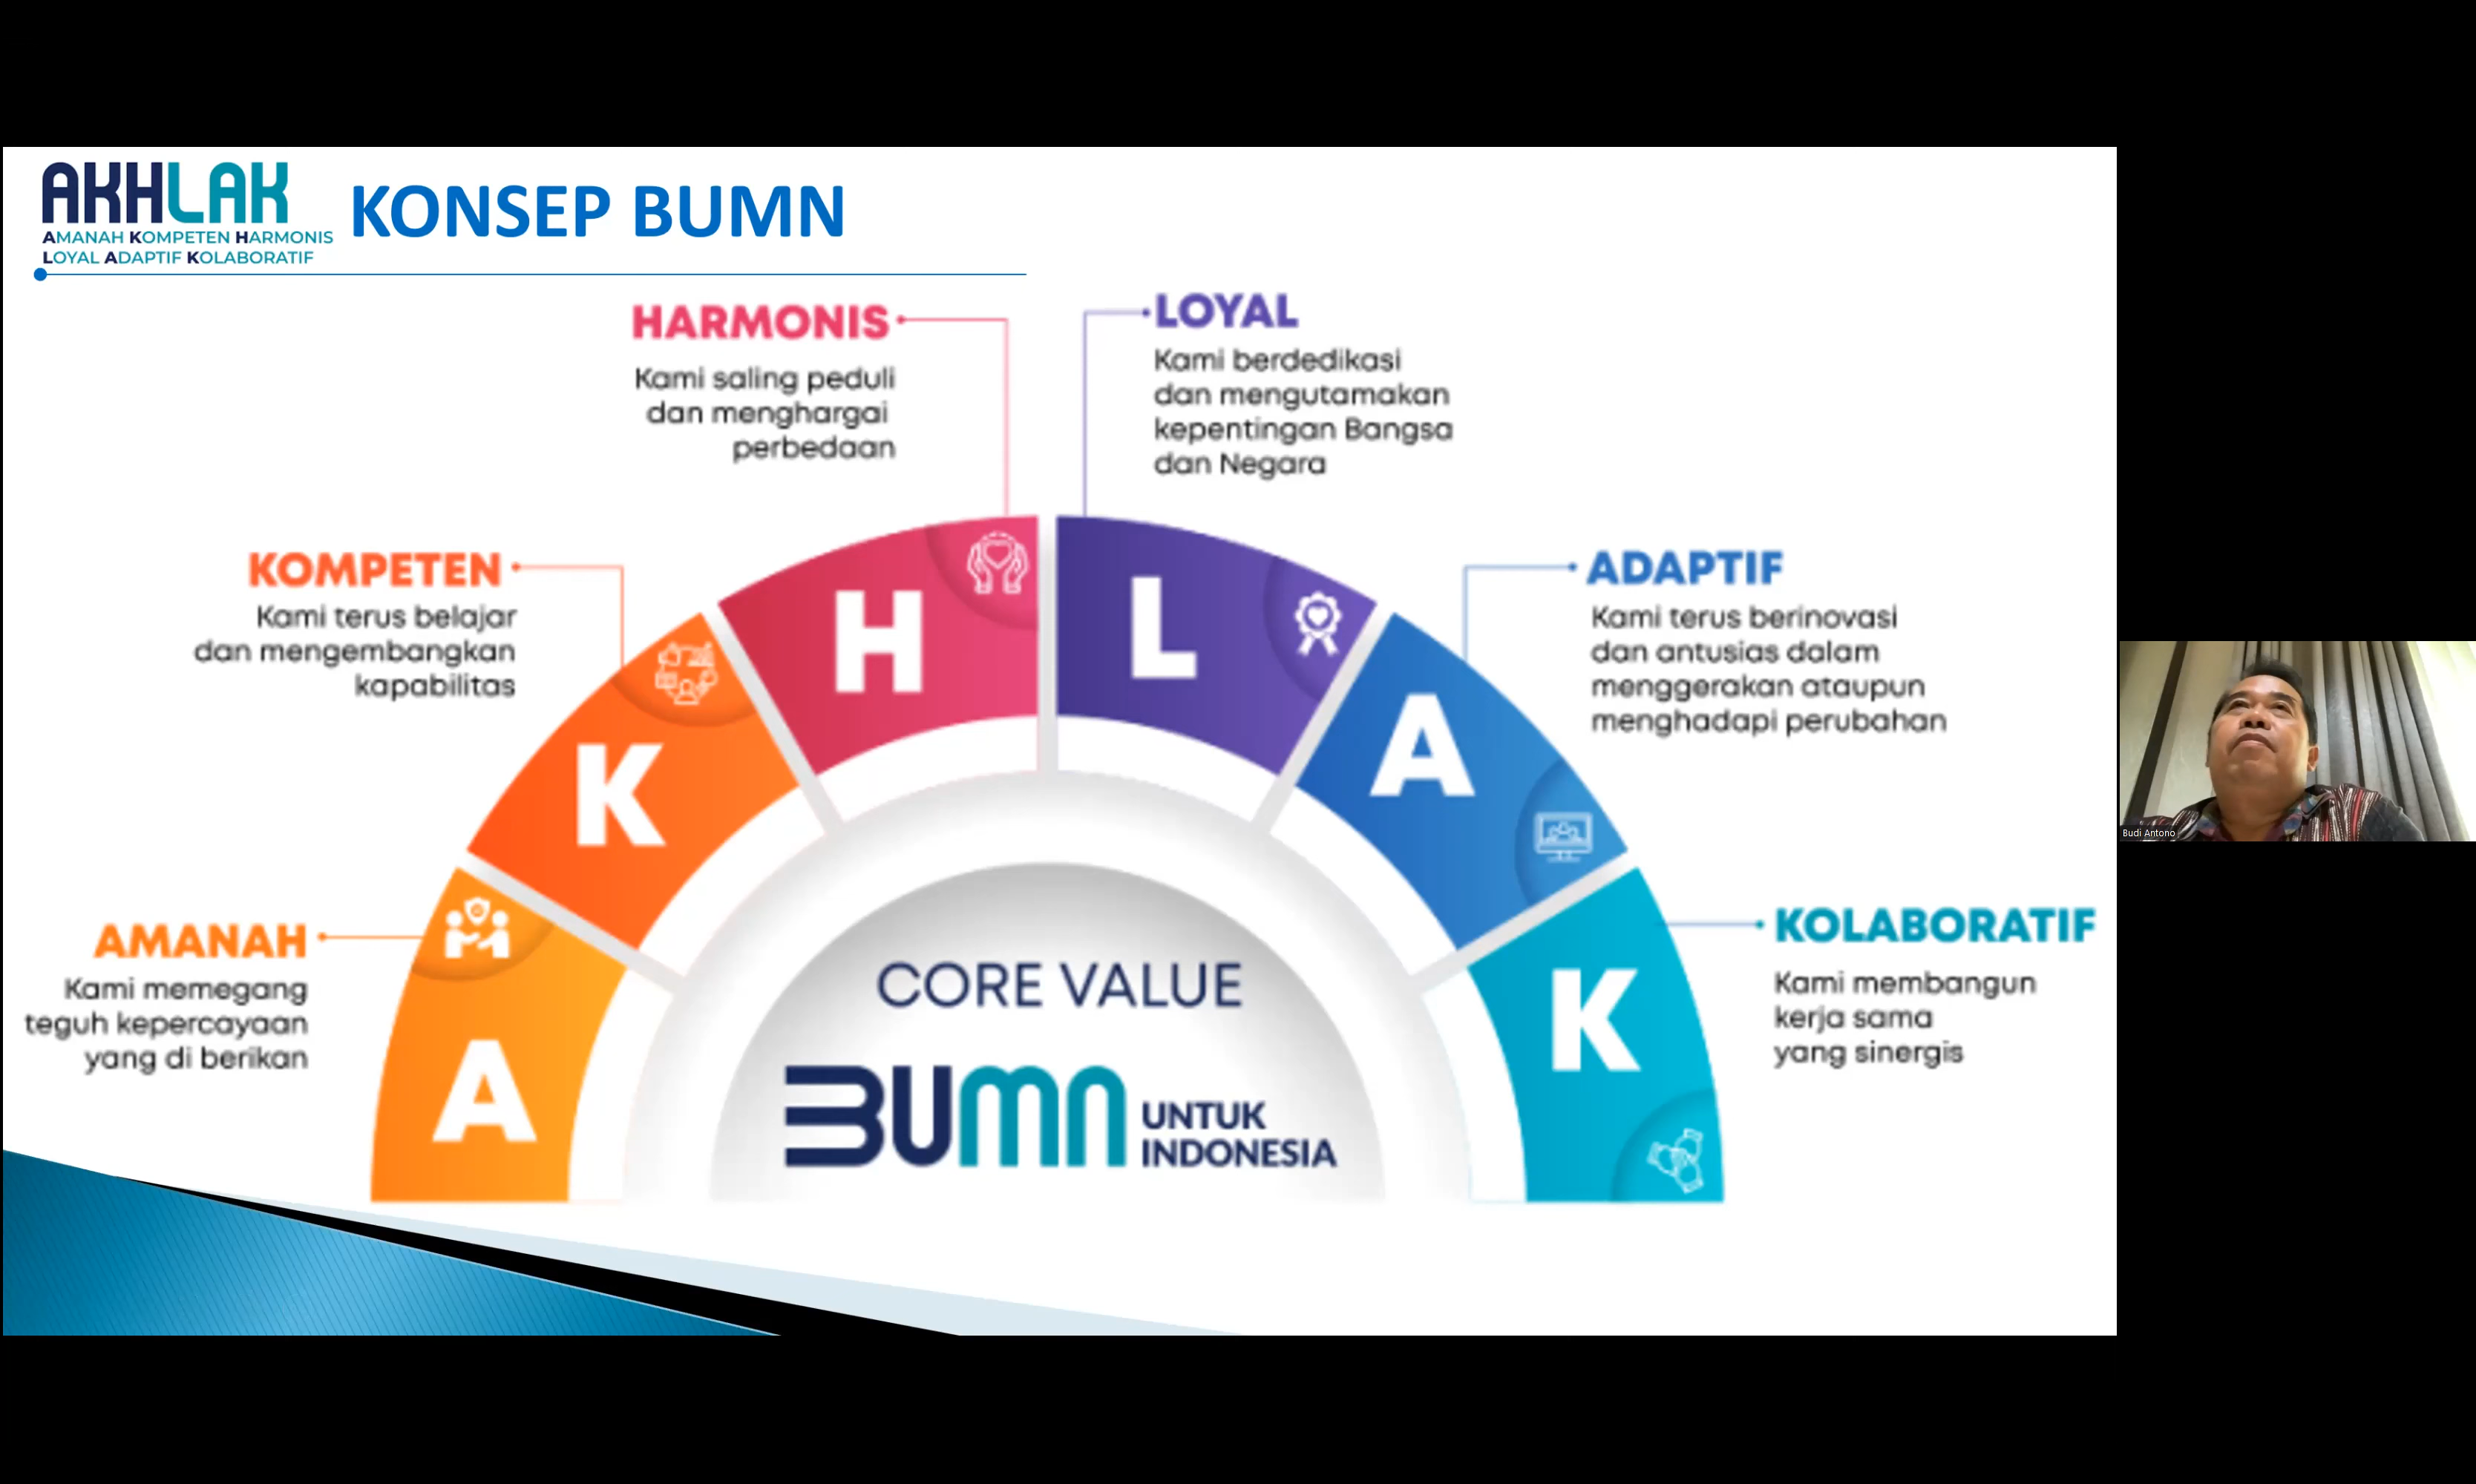 AKHLAK
AMANAH KOMPETEN HARMONIS
LOYAL ADAPTIF KOLABORATIF
KONSEP BUMN
HARMONIS
Kami saling peduli
dan menghargai
perbedaan
LOYAL
Kami berdedikasi
dan mengutamakan
kepentingan Bangsa
dan Negara
KOMPETEN
Kami terus belajar
dan mengembangkan
kapabilitas
ADAPTIF
Kami terus berinovasi
dan antusias dalam
menggerakan ataupun
menghadapi perubahan
AMANAH
Kami memegang
teguh kepercayaan
yang di berikan
KOLABORATIF
Kami membangun
kerja sama
yang sinergis
A
K
H
L
A
K
CORE VALUE
BUMN
UNTUK
INDONESIA
Budi Antono